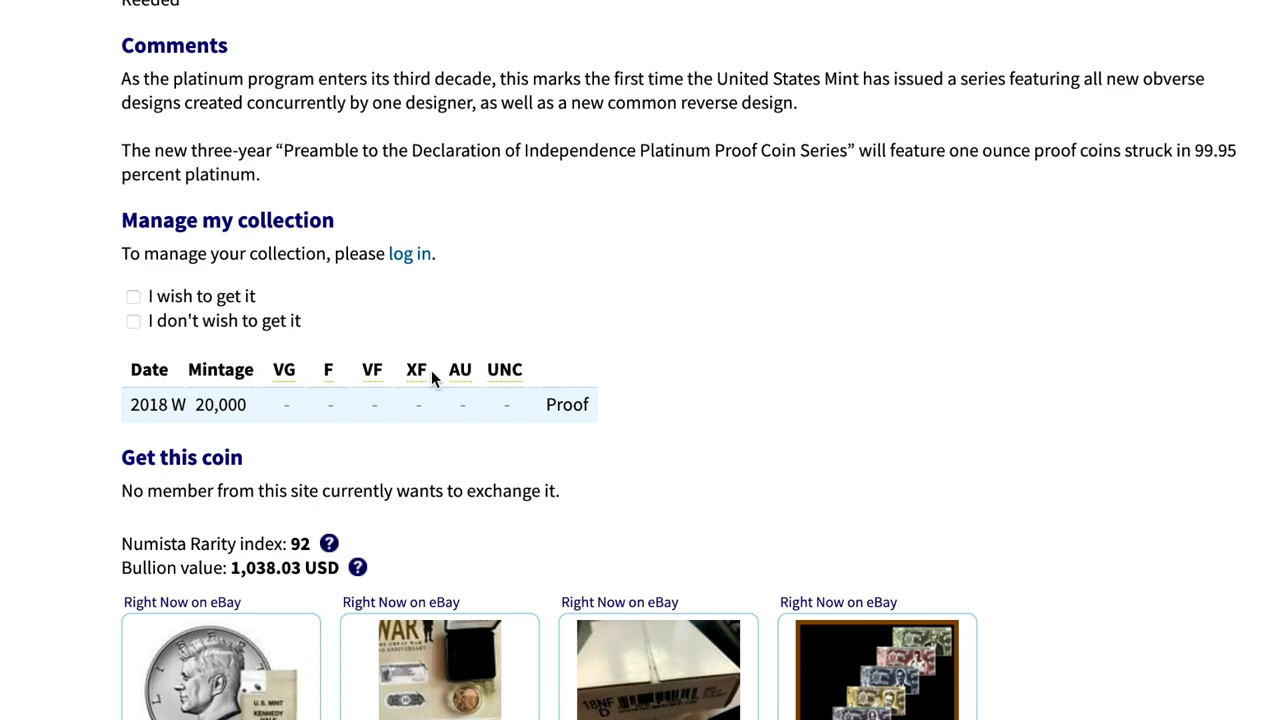 Reeded
Comments
As the platinum program enters its third decade, this marks the first time the United States Mint has issued a series featuring all new obverse
designs created concurrently by one designer, as well as a new common reverse design.
The new three-year “Preamble to the Declaration of Independence Platinum Proof Coin Series” will feature one ounce proof coins struck in 99.95
percent platinum.
Manage my collection
To manage your collection, please log in.
I wish to get it
I don't wish to get it
Date Mintage VG F VF XF AU UNC
2018 W 20,000 - - - - - - Proof
Get this coin
No member from this site currently wants to exchange it.
Numista Rarity index: 92 ?
Bullion value: 1,038.03 USD ?
Right Now on eBay Right Now on eBay Right Now on eBay Right Now on eBay
U.S. MINT
KENNEDY
WAR
18NF
D